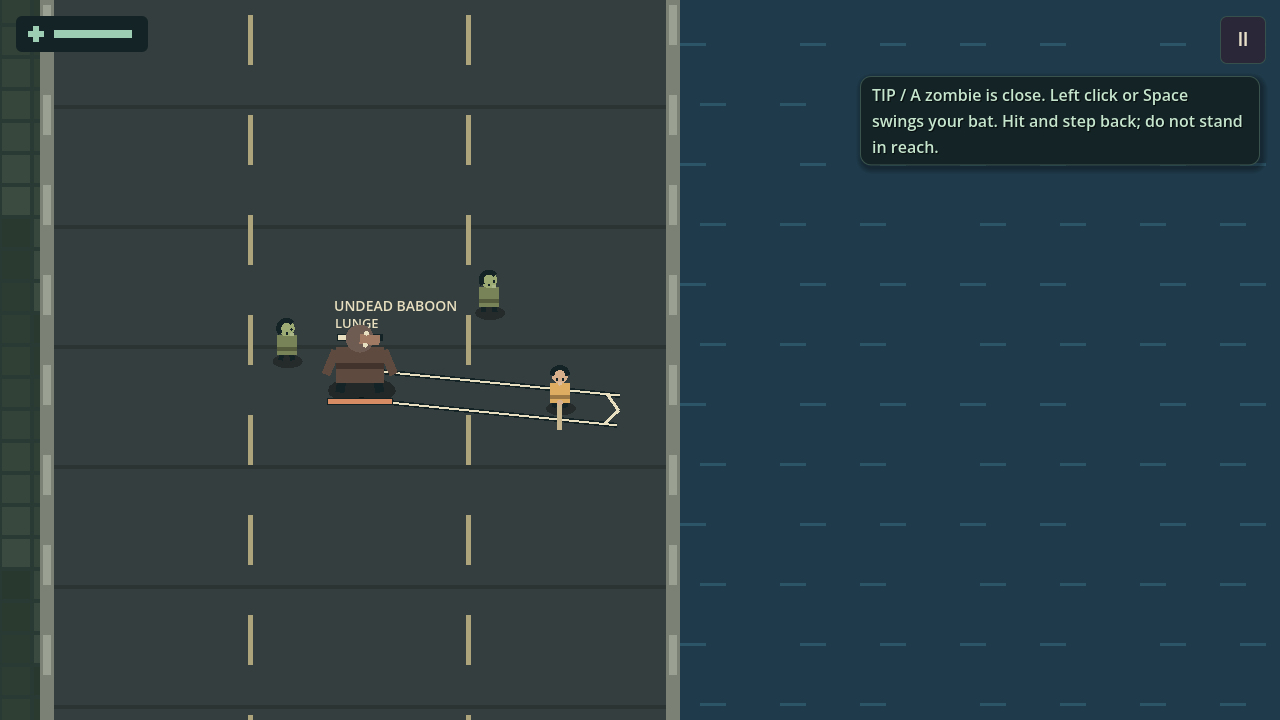 TIP / A zombie is close. Left click or Space
swings your bat. Hit and step back; do not stand
in reach.
UNDEAD BABOON
LUNGE